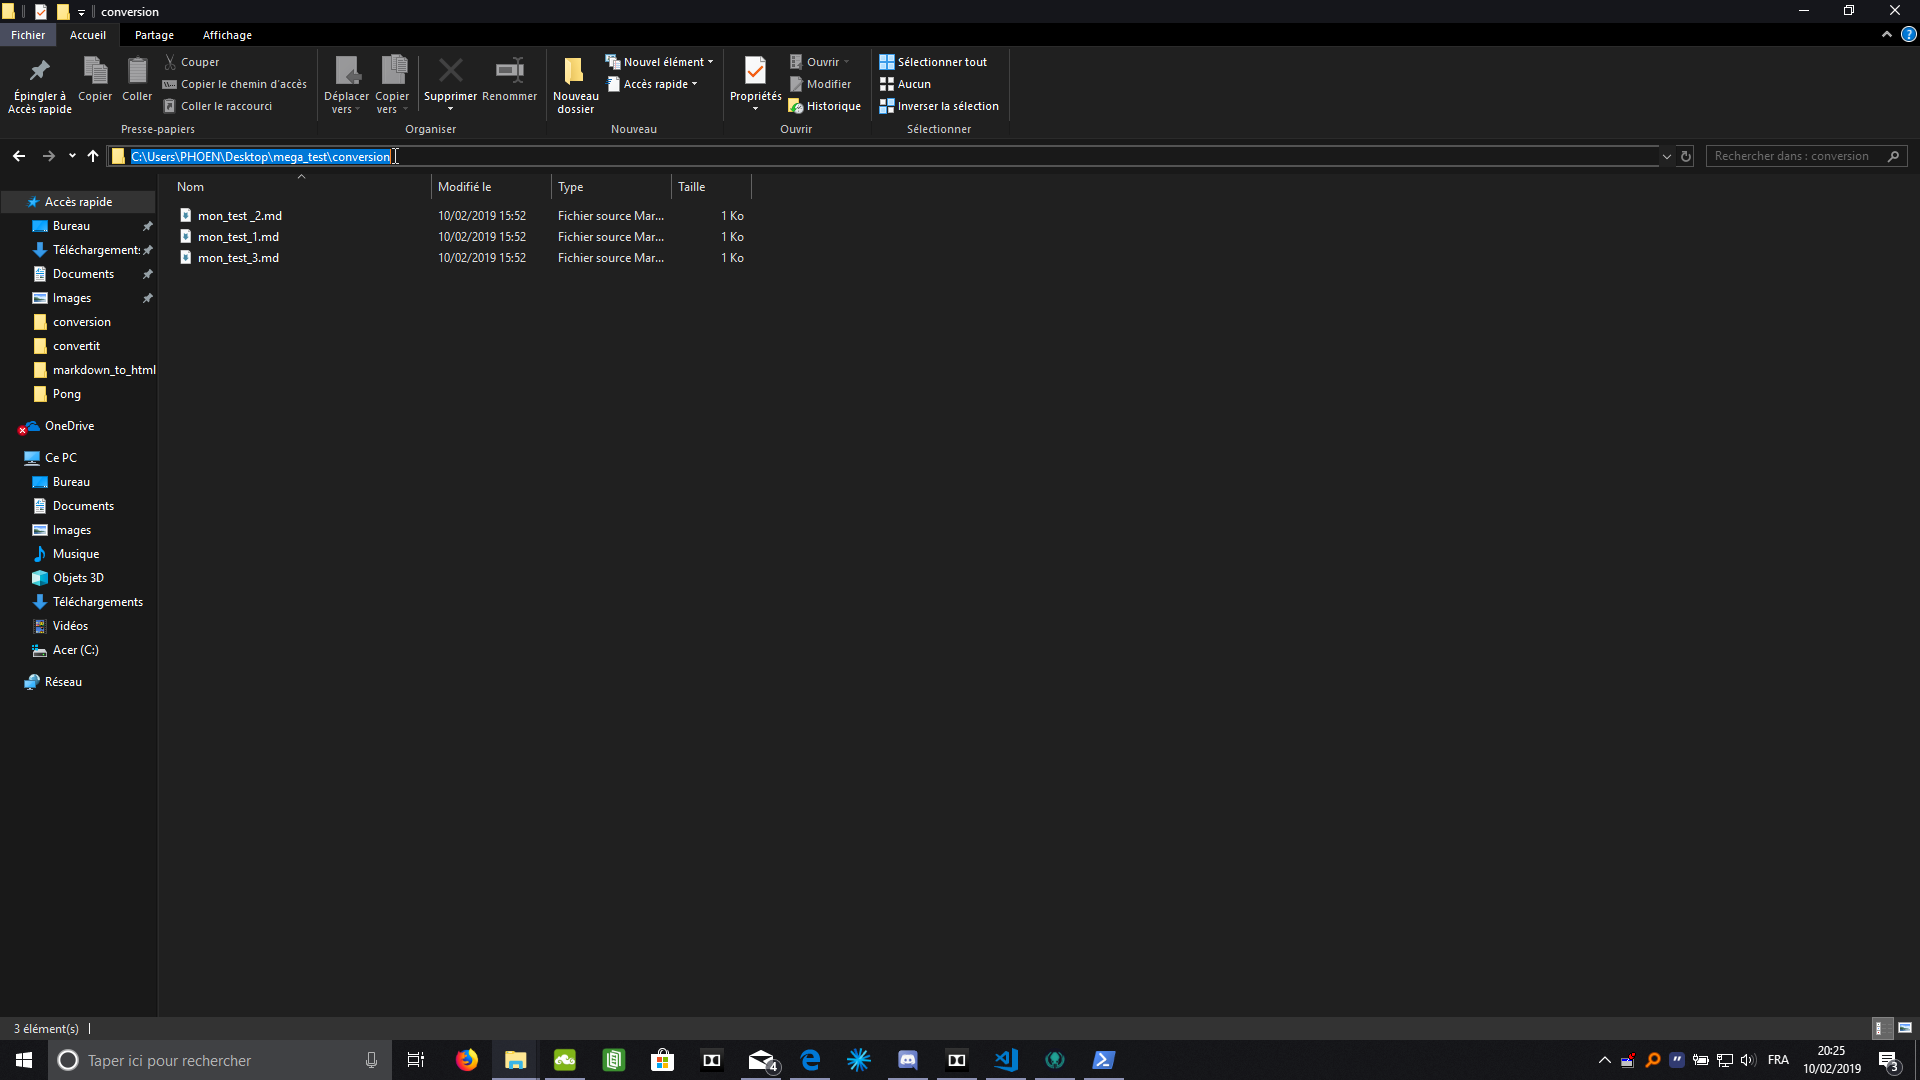 conversion
Fichier Accueil Partage Affichage
Épingler à Accès rapide
Copier
Coller
Couper
Copier le chemin d'accès
Coller le raccourci
Presse-papiers
Déplacer vers
Copier vers
Supprimer
Renommer
Organiser
Nouveau dossier
Nouvel élément
Accès rapide
Nouveau
Propriétés
Ouvrir
Modifier
Historique
Ouvrir
Sélectionner tout
Aucun
Inverser la sélection
Sélectionner
C:\Users\PHOEN\Desktop\mega_test\conversion
Rechercher dans : conversion
Accès rapide
Bureau
Téléchargements
Documents
Images
conversion
convertit
markdown_to_html
Pong
OneDrive
Ce PC
Bureau
Documents
Images
Musique
Objets 3D
Téléchargements
Vidéos
Acer (C:)
Réseau
Nom Modifié le Type Taille
mon_test _2.md 10/02/2019 15:52 Fichier source Mar... 1 Ko
mon_test_1.md 10/02/2019 15:52 Fichier source Mar... 1 Ko
mon_test_3.md 10/02/2019 15:52 Fichier source Mar... 1 Ko
3 élément(s)
Taper ici pour rechercher
4
FRA
20:25
10/02/2019
3